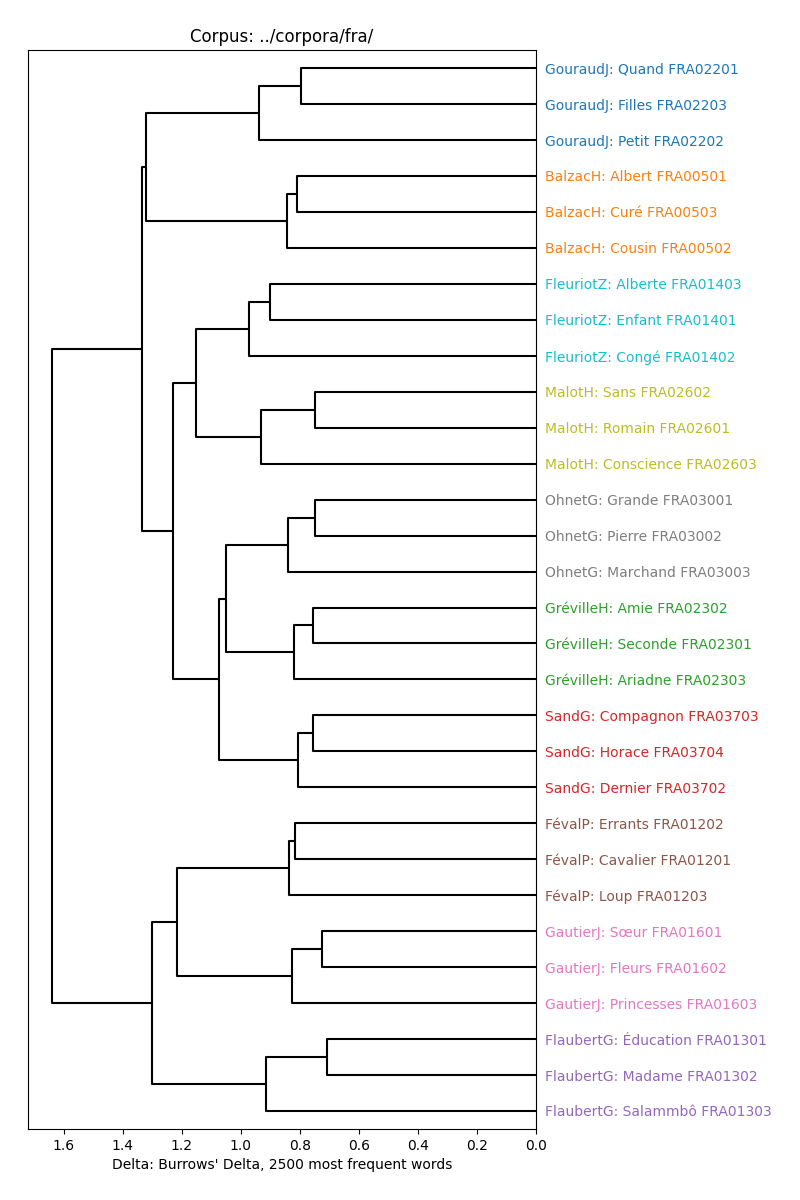 Corpus: ../corpora/fra/
GouraudJ: Quand FRA02201
GouraudJ: Filles FRA02203
GouraudJ: Petit FRA02202
BalzacH: Albert FRA00501
BalzacH: Curé FRA00503
BalzacH: Cousin FRA00502
FleuriotZ: Alberte FRA01403
FleuriotZ: Enfant FRA01401
FleuriotZ: Congé FRA01402
MalotH: Sans FRA02602
MalotH: Romain FRA02601
MalotH: Conscience FRA02603
OhnetG: Grande FRA03001
OhnetG: Pierre FRA03002
OhnetG: Marchand FRA03003
GrévilleH: Amie FRA02302
GrévilleH: Seconde FRA02301
GrévilleH: Ariadne FRA02303
SandG: Compagnon FRA03703
SandG: Horace FRA03704
SandG: Dernier FRA03702
FévalP: Errants FRA01202
FévalP: Cavalier FRA01201
FévalP: Loup FRA01203
GautierJ: Sœur FRA01601
GautierJ: Fleurs FRA01602
GautierJ: Princesses FRA01603
FlaubertG: Éducation FRA01301
FlaubertG: Madame FRA01302
FlaubertG: Salammbô FRA01303
1.6 1.4 1.2 1.0 0.8 0.6 0.4 0.2 0.0
Delta: Burrows' Delta, 2500 most frequent words